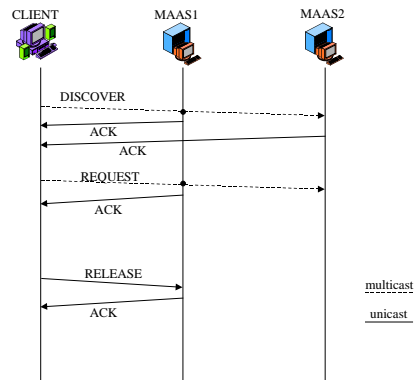 CLIENT
MAAS1
MAAS2
DISCOVER
ACK
ACK
REQUEST
ACK
RELEASE
ACK
multicast
unicast